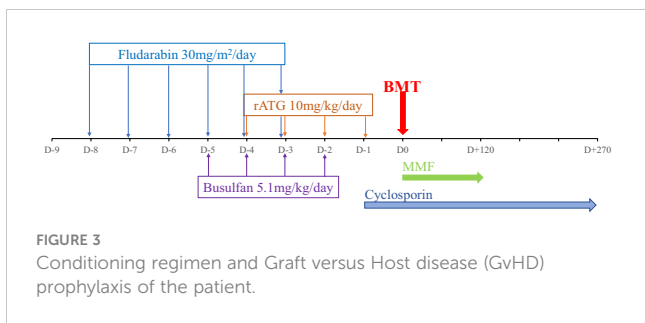 Fludarabin 30mg/m²/day
BMT
rATG 10mg/kg/day
D-9 D-8 D-7 D-6 D-5 D-4 D-3 D-2 D-1 D0 D+120 D+270
Busulfan 5.1mg/kg/day
MMF
Cyclosporin
FIGURE 3
Conditioning regimen and Graft versus Host disease (GvHD)
prophylaxis of the patient.